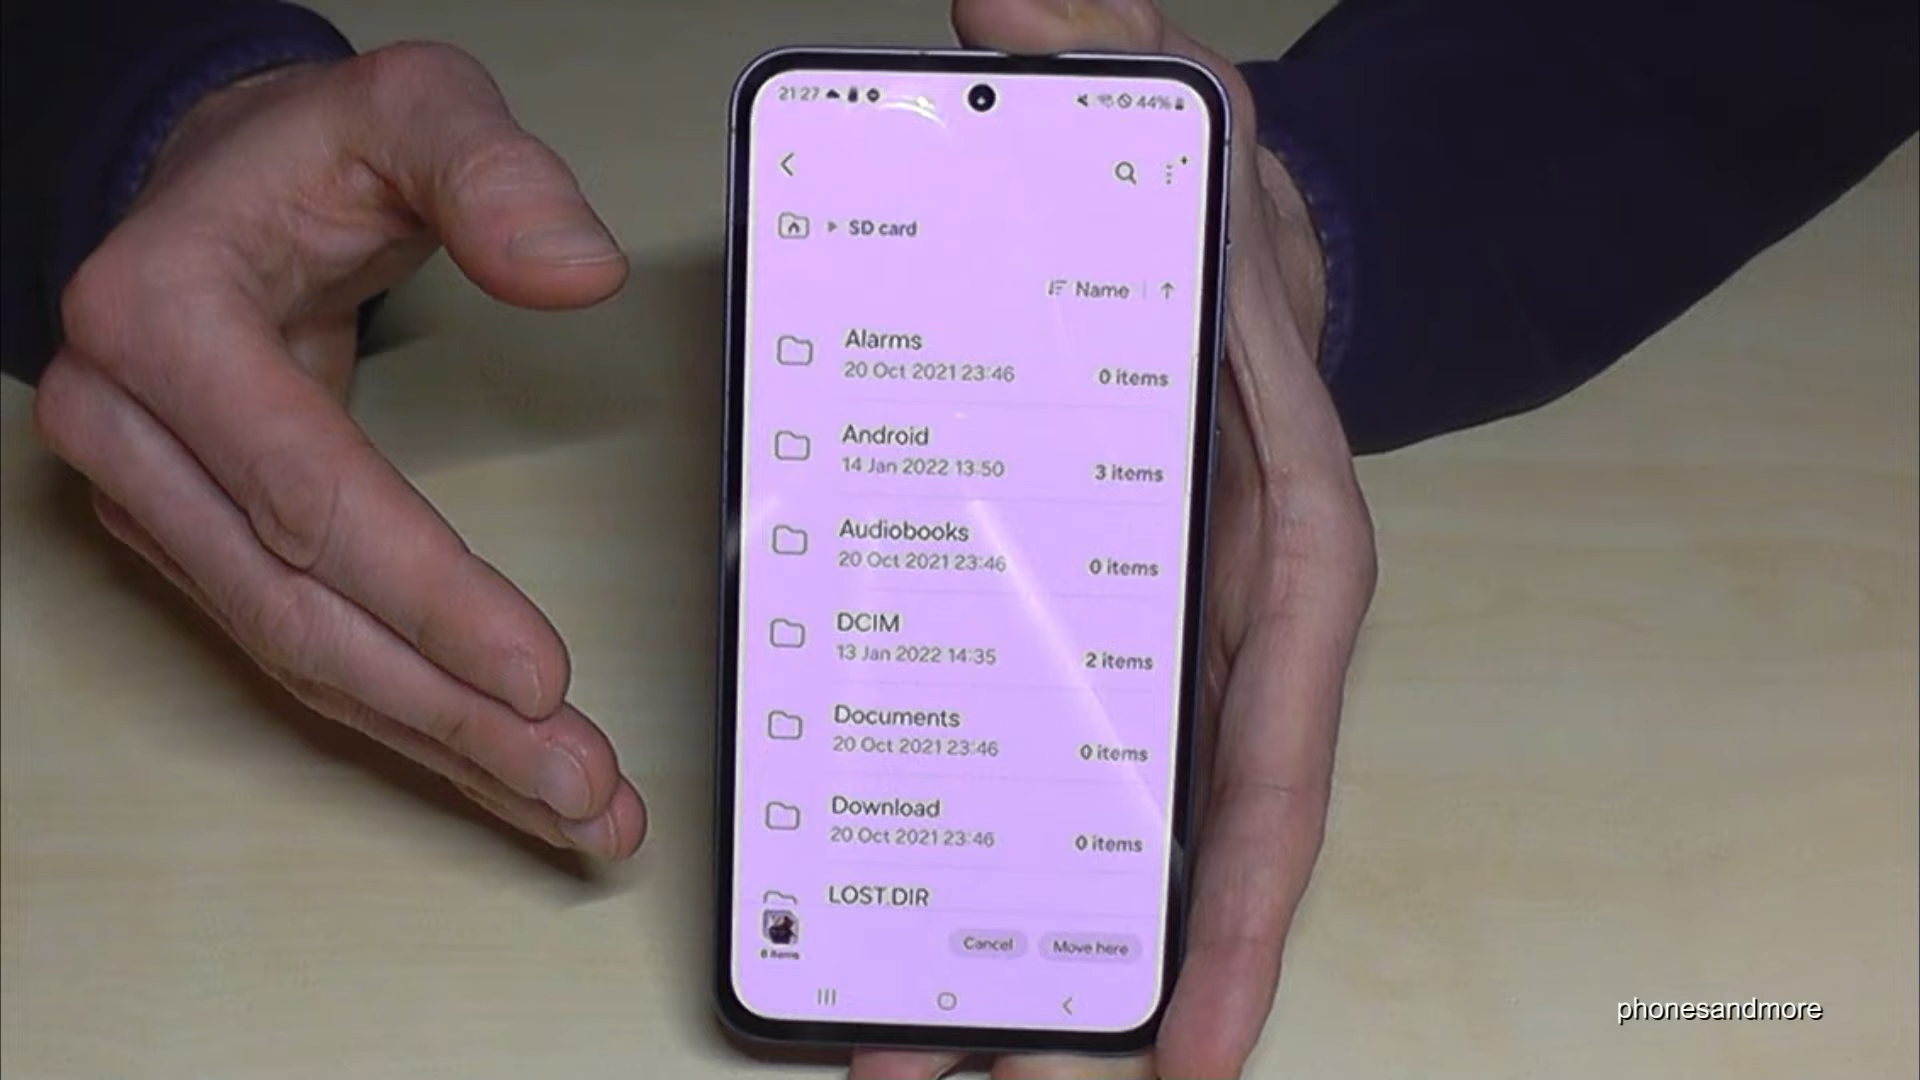 21:27 44%
SD card
Name
Alarms
20 Oct 2021 23:46 0 items
Android
14 Jan 2022 13:50 3 items
Audiobooks
20 Oct 2021 23:46 0 items
DCIM
13 Jan 2022 14:35 2 items
Documents
20 Oct 2021 23:46 0 items
Download
20 Oct 2021 23:46 0 items
LOST.DIR
items
Cancel Move here
phonesandmore